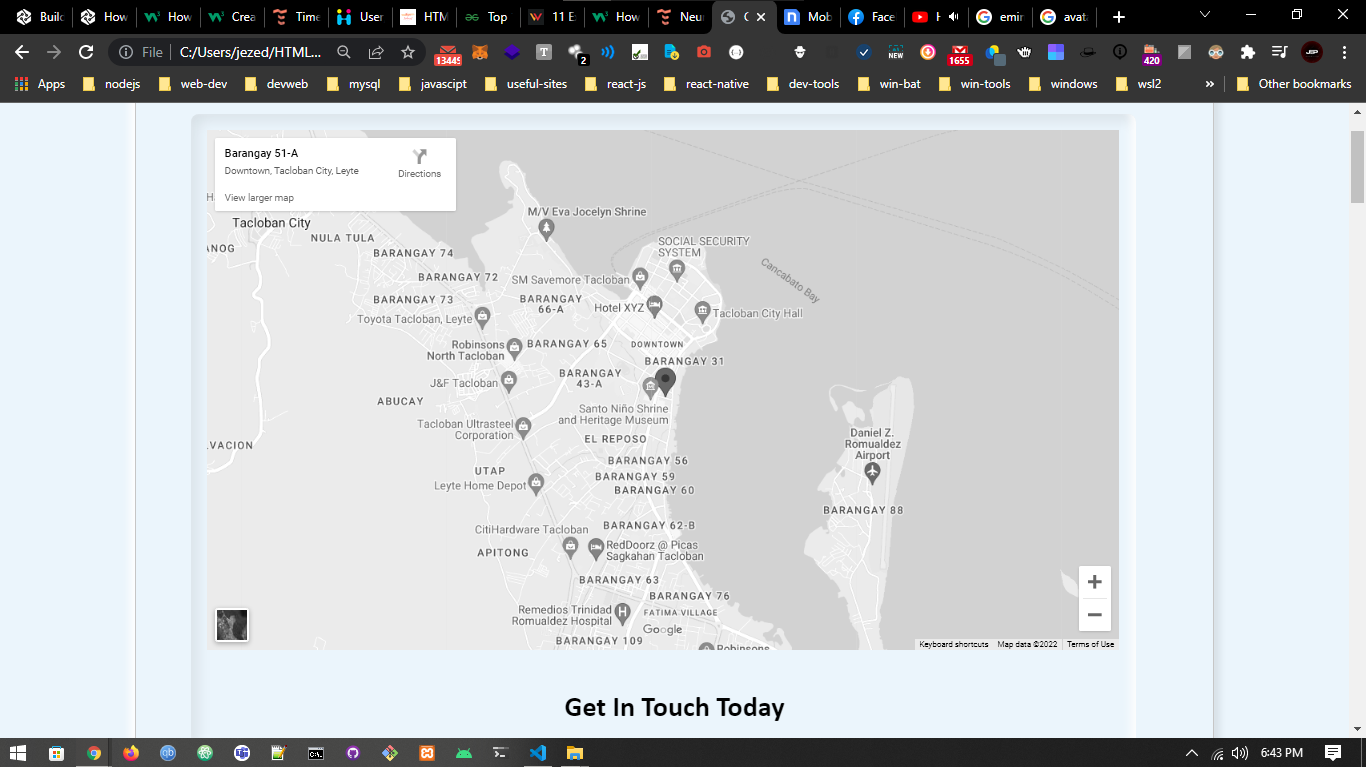 Build
How
How
Crea
Time
User
HTM
Top
11 E
How
Neu
C
Mob
Face
H
emir
avata
File
C:/Users/jezed/HTML...
13445
T
2
NEW
1655
420
JSP
Apps
nodejs
web-dev
devweb
mysql
javascipt
useful-sites
react-js
react-native
dev-tools
win-bat
win-tools
windows
wsl2
»
Other bookmarks
Barangay 51-A
Downtown, Tacloban City, Leyte
Directions
View larger map
Tacloban City
ANOG
NULA TULA
M/V Eva Jocelyn Shrine
BARANGAY 74
SOCIAL SECURITY
SYSTEM
BARANGAY 72
SM Savemore Tacloban
Cancabato Bay
BARANGAY 73
BARANGAY
66-A
Hotel XYZ
Toyota Tacloban, Leyte
Tacloban City Hall
Robinsons
North Tacloban
BARANGAY 65
DOWNTOWN
BARANGAY 31
J&F Tacloban
BARANGAY
43-A
ABUCAY
Santo Niño Shrine
and Heritage Museum
Tacloban Ultrasteel
Corporation
LVACION
EL REPOSO
Daniel Z.
Romualdez
Airport
BARANGAY 56
UTAP
BARANGAY 59
Leyte Home Depot
BARANGAY 60
BARANGAY 88
CitiHardware Tacloban
BARANGAY 62-B
APITONG
RedDoorz @ Picas
Sagkahan Tacloban
BARANGAY 63
BARANGAY 76
Remedios Trinidad
Romualdez Hospital
H
FATIMA VILLAGE
Google
BARANGAY 109
Robinsons
Keyboard shortcuts
Map data ©2022
Terms of Use
Get In Touch Today
6:43 PM